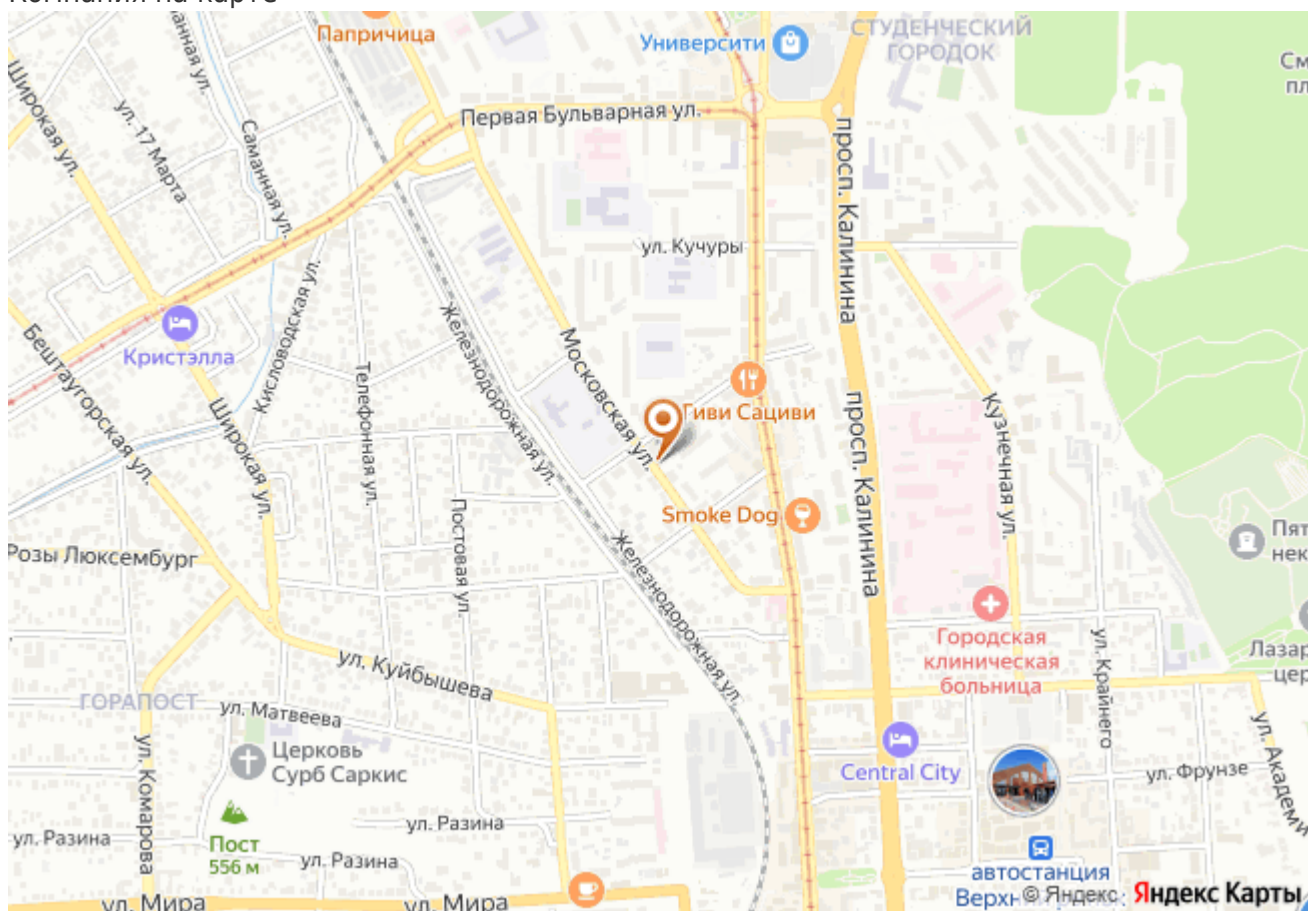 Компания на карте
Папричица
Университи
СТУДЕНЧЕСКИЙ
ГОРОДОК
Широкая ул.
ул. 17 Марта
Саманная ул.
Первая Бульварная ул.
просп. Калинина
ул. Кучуры
Кристэлла
Кисловодская ул.
Железнодорожная ул.
Московская ул.
Гиви Сациви
Бештаугорская ул.
Широкая ул.
Телефонная ул.
просп. Калинина
Кузнечная ул.
Постовая ул.
Smoke Dog
Розы Люксембург
Железнодорожная ул.
Городская
клиническая
больница
ул. Крайнего
ул. Куйбышева
ГОРАПОСТ
ул. Матвеева
Церковь
Сурб Саркис
ул. Комарова
Central City
ул. Фрунзе
ул. Разина
ул. Разина
Пост
556 м
ул. Разина
автостанция
© Яндекс
Яндекс Карты
ул. Мира
ул. Мира